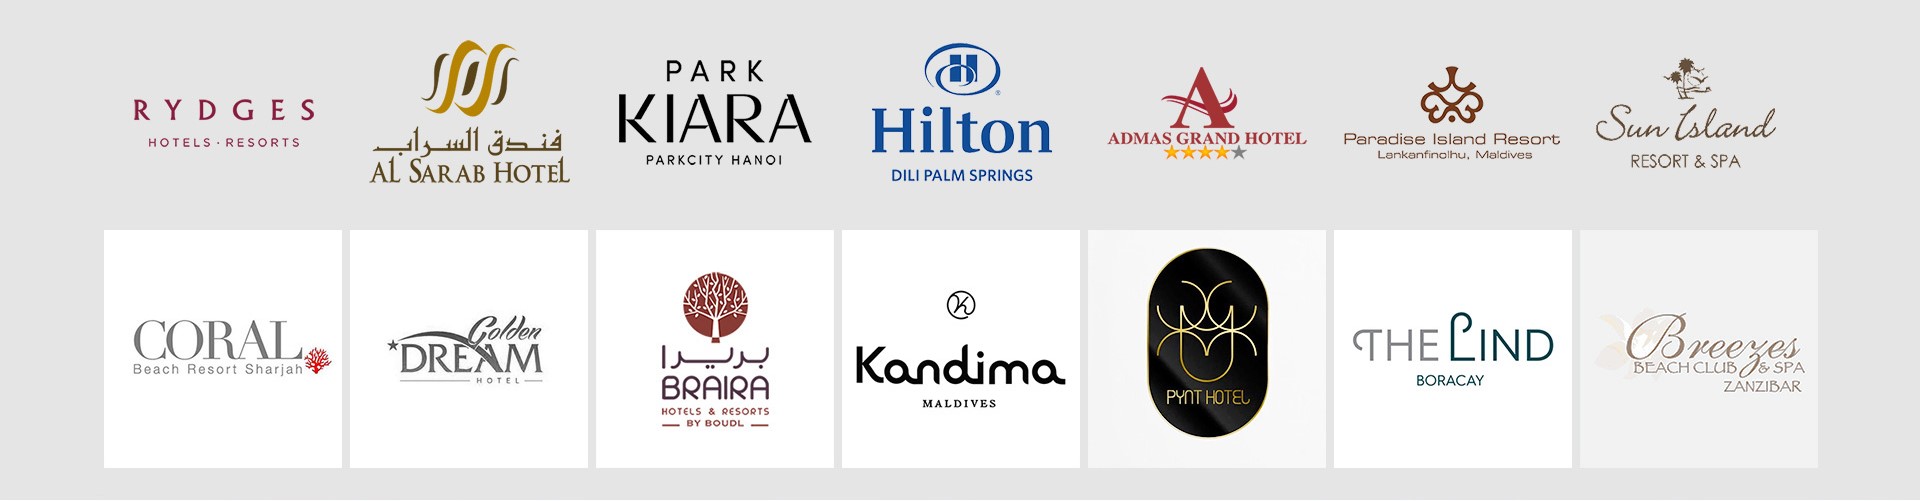 RYDGES
HOTELS · RESORTS
فندق السراب
AL SARAB HOTEL
PARK
KIARA
PARKCITY HANOI
H
®
Hilton
DILI PALM SPRINGS
A
ADMAS GRAND HOTEL
Paradise Island Resort
Lankanfinolhu, Maldives
Sun Island
RESORT & SPA
CORAL
Beach Resort Sharjah
Golden
DREAM
HOTEL
بريرا
BRAIRA
HOTELS & RESORTS
BY BOUDL
K
Kandima
MALDIVES
PYNT HOTEL
THE LIND
BORACAY
Breezes
BEACH CLUB & SPA
ZANZIBAR